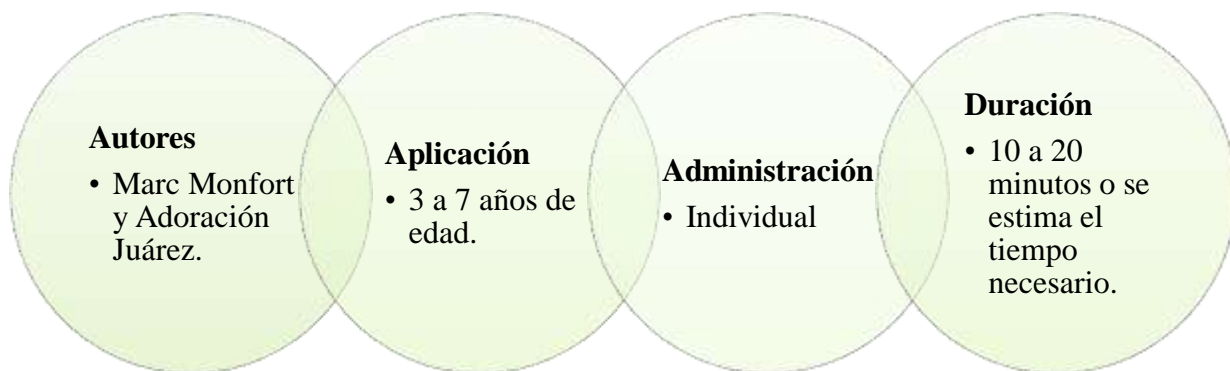 Autores
• Marc Monfort
y Adoración
Juárez.
Aplicación
• 3 a 7 años de
edad.
Administración
• Individual
Duración
• 10 a 20
minutos o se
estima el
tiempo
necesario.